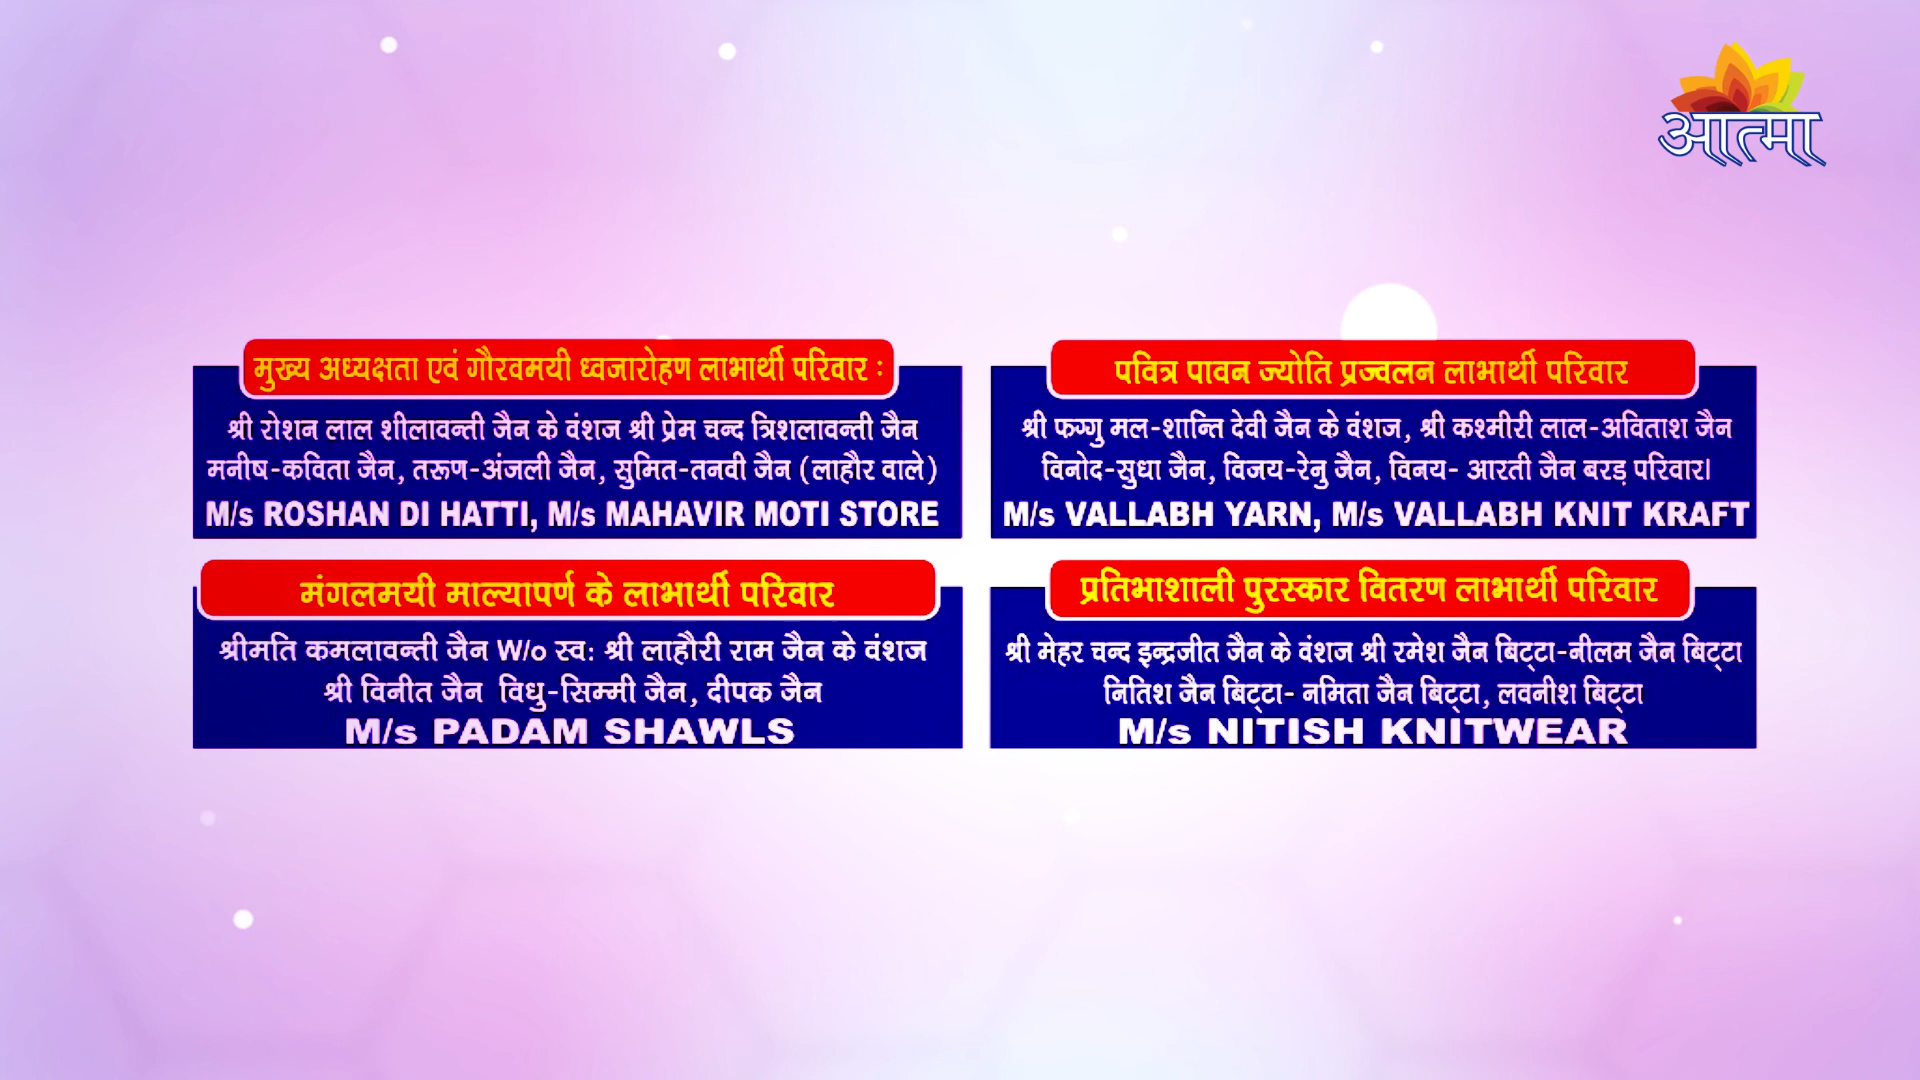 आत्मा
मुख्य अध्यक्षता एवं गौरवमयी ध्वजारोहण लाभार्थी परिवार :
श्री रोशन लाल शीलावन्ती जैन के वंशज श्री प्रेम चन्द त्रिशलावन्ती जैन
मनीष-कविता जैन, तरूण-अंजली जैन, सुमित-तनवी जैन (लाहौर वाले)
M/s ROSHAN DI HATTI, M/s MAHAVIR MOTI STORE
पवित्र पावन ज्योति प्रज्वलन लाभार्थी परिवार
श्री फग्गु मल-शान्ति देवी जैन के वंशज, श्री कश्मीरी लाल-अविताश जैन
विनोद-सुधा जैन, विजय-रेनु जैन, विनय- आरती जैन बरड़ परिवार।
M/s VALLABH YARN, M/s VALLABH KNIT KRAFT
मंगलमयी माल्यापर्ण के लाभार्थी परिवार
श्रीमति कमलावन्ती जैन W/o स्व: श्री लाहौरी राम जैन के वंशज
श्री विनीत जैन विधु-सिम्मी जैन, दीपक जैन
M/s PADAM SHAWLS
प्रतिभाशाली पुरस्कार वितरण लाभार्थी परिवार
श्री मेहर चन्द इन्द्रजीत जैन के वंशज श्री रमेश जैन बिट्टा-नीलम जैन बिट्टा
नितिश जैन बिट्टा- नमिता जैन बिट्टा, लवनीश बिट्टा
M/s NITISH KNITWEAR